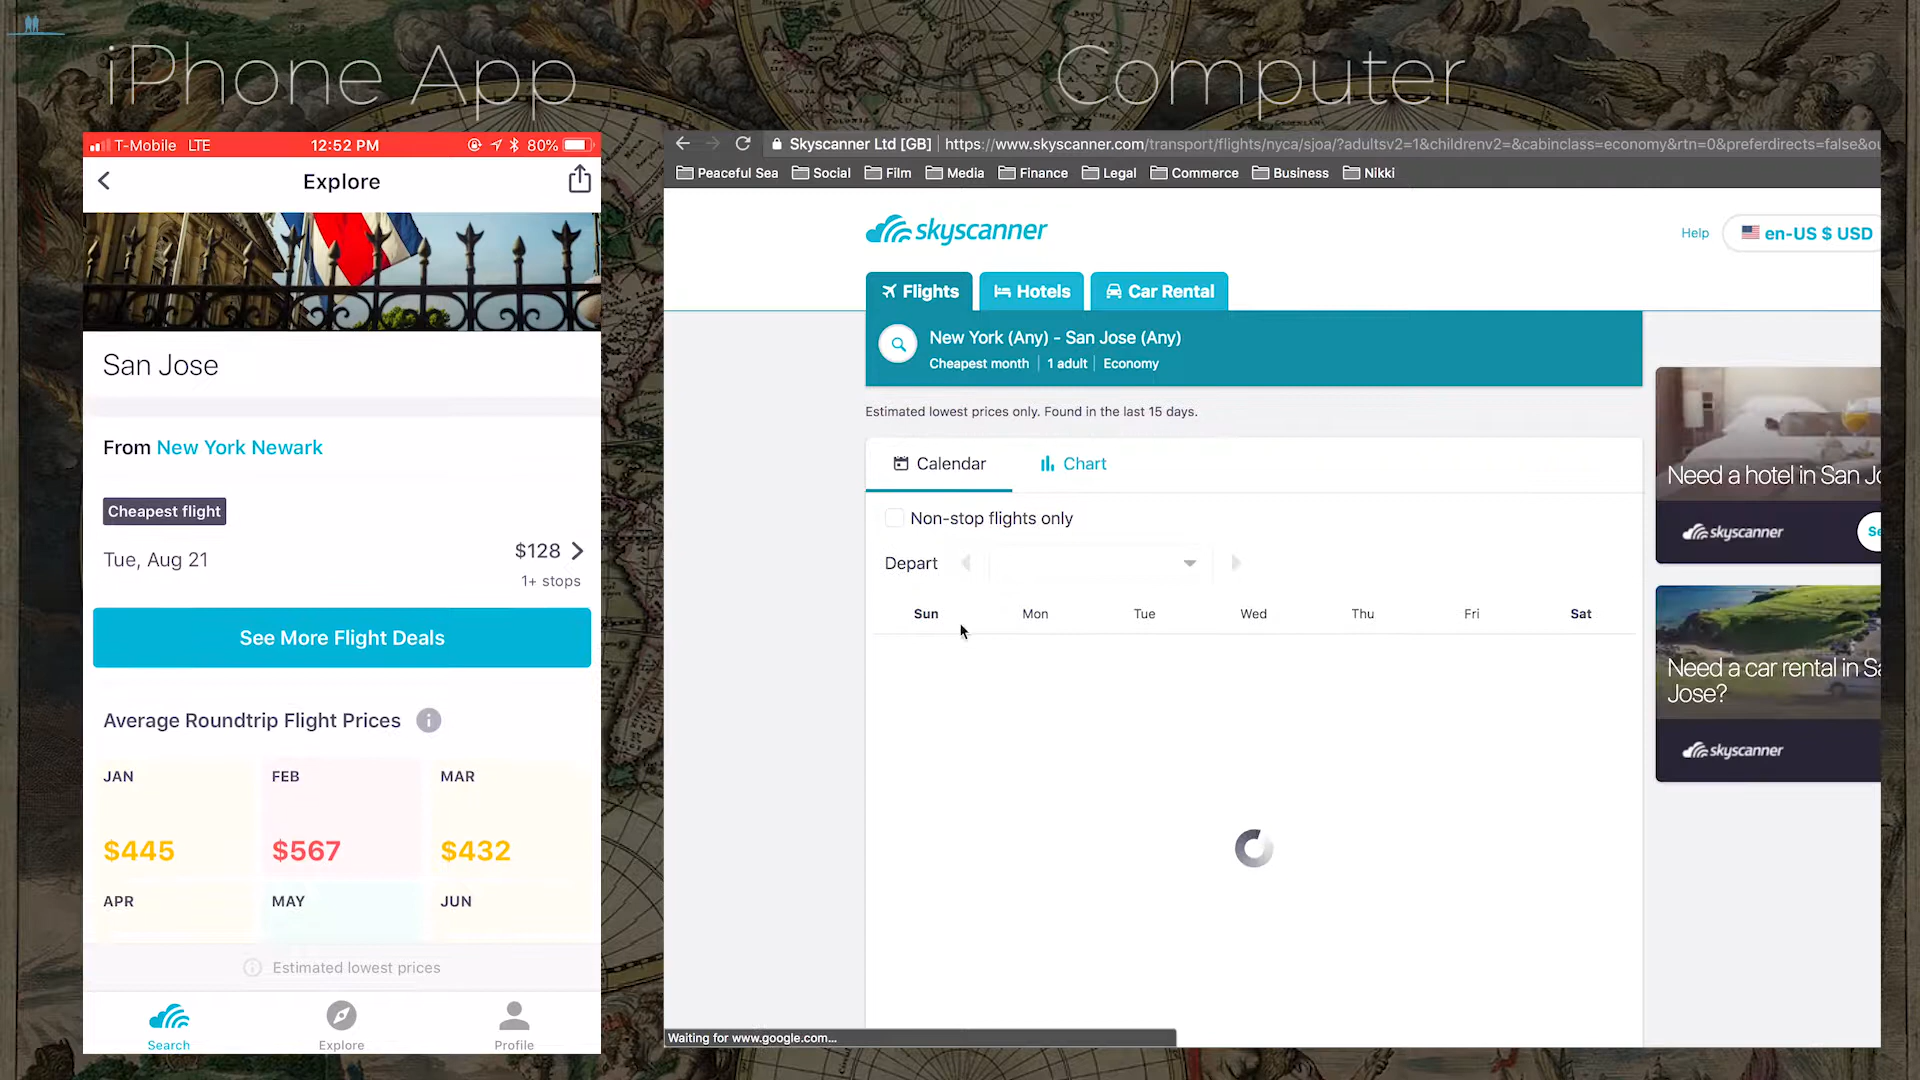 iPhone App
Computer
T-Mobile LTE 12:52 PM 80%
Explore
San Jose
From New York Newark
Cheapest flight
Tue, Aug 21
$128
1+ stops
See More Flight Deals
Average Roundtrip Flight Prices
JAN FEB MAR
$445 $567 $432
APR MAY JUN
Estimated lowest prices
Search Explore Profile
Skyscanner Ltd [GB] https://www.skyscanner.com/transport/flights/nyca/sjoa/?adultsv2=1&childrenv2=&cabinclass=economy&rtn=0&preferdirects=false&ou
Peaceful Sea Social Film Media Finance Legal Commerce Business Nikki
skyscanner
Help en-US $ USD
Flights Hotels Car Rental
New York (Any) - San Jose (Any)
Cheapest month 1 adult Economy
Estimated lowest prices only. Found in the last 15 days.
Calendar Chart
Non-stop flights only
Depart
Sun Mon Tue Wed Thu Fri Sat
Need a hotel in San Jo
skyscanner Se
Need a car rental in Sa
Jose?
skyscanner
Waiting for www.google.com...